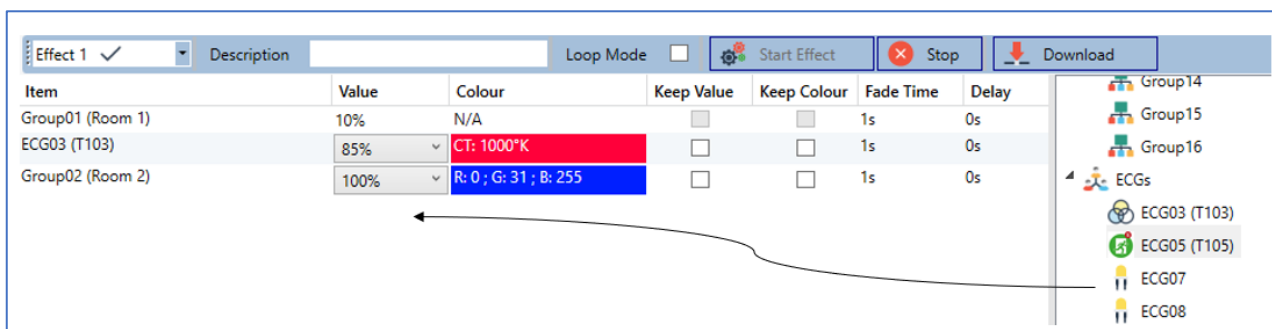 Effect 1 Description Loop Mode Start Effect Stop Download
Item Value Colour Keep Value Keep Colour Fade Time Delay
Group01 (Room 1) 10% N/A 1s 0s
ECG03 (T103) 85% CT: 1000°K 1s 0s
Group02 (Room 2) 100% R: 0 ; G: 31 ; B: 255 1s 0s
Group14
Group15
Group16
ECGs
ECG03 (T103)
ECG05 (T105)
ECG07
ECG08